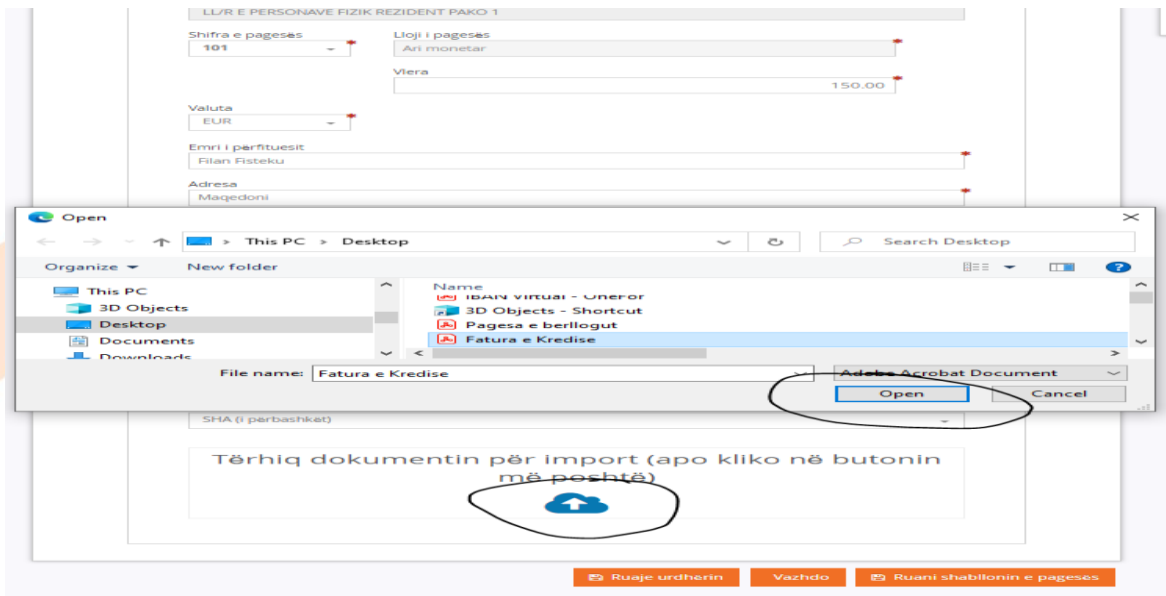 LL/R E PERSONAVE FIZIK REZIDENT PAKO 1
Shifra e pagesës Lloji i pagesës
101 * Ari monetar *
Vlera
150.00 *
Valuta
EUR *
Emri i përfituesit
Filan Fisteku *
Adresa
Maqedoni *
Open
This PC > Desktop Search Desktop
Organize New folder
This PC
3D Objects
Desktop
Documents
Downloads
Name
IBAN Virtual - OneFor
3D Objects - Shortcut
Pagesa e berllogut
Fatura e Kredise
File name: Fatura e Kredise Adobe Acrobat Document
Open Cancel
SHA (i përbashkët)
Tërhiq dokumentin për import (apo kliko në butonin
më poshtë)
Ruaje urdhërin Vazhdo Ruani shabllonin e pagesës